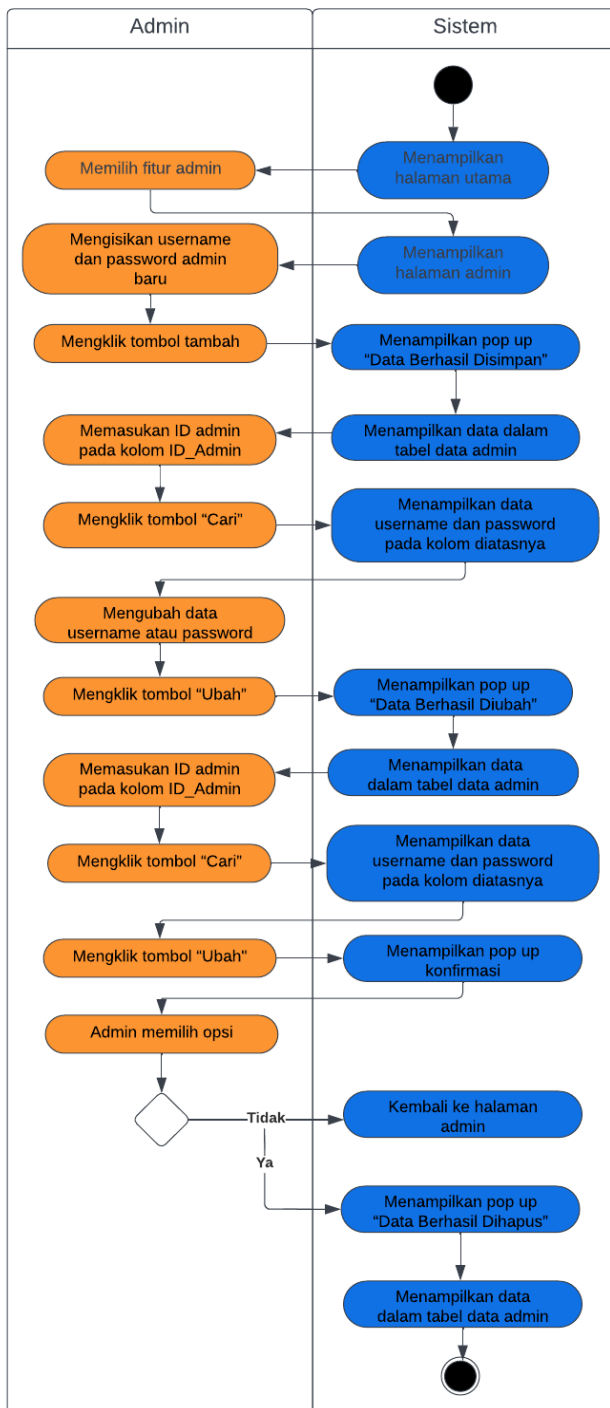 Admin
Sistem
Menampilkan
halaman utama
Memilih fitur admin
Menampilkan
halaman admin
Mengisikan username
dan password admin
baru
Mengklik tombol tambah
Menampilkan pop up
“Data Berhasil Disimpan”
Menampilkan data dalam
tabel data admin
Memasukan ID admin
pada kolom ID_Admin
Mengklik tombol “Cari”
Menampilkan data
username dan password
pada kolom diatasnya
Mengubah data
username atau password
Mengklik tombol “Ubah”
Menampilkan pop up
“Data Berhasil Diubah”
Menampilkan data
dalam tabel data admin
Memasukan ID admin
pada kolom ID_Admin
Mengklik tombol “Cari”
Menampilkan data
username dan password
pada kolom diatasnya
Mengklik tombol "Ubah"
Menampilkan pop up
konfirmasi
Admin memilih opsi
Tidak
Kembali ke halaman
admin
Ya
Menampilkan pop up
“Data Berhasil Dihapus”
Menampilkan data
dalam tabel data admin